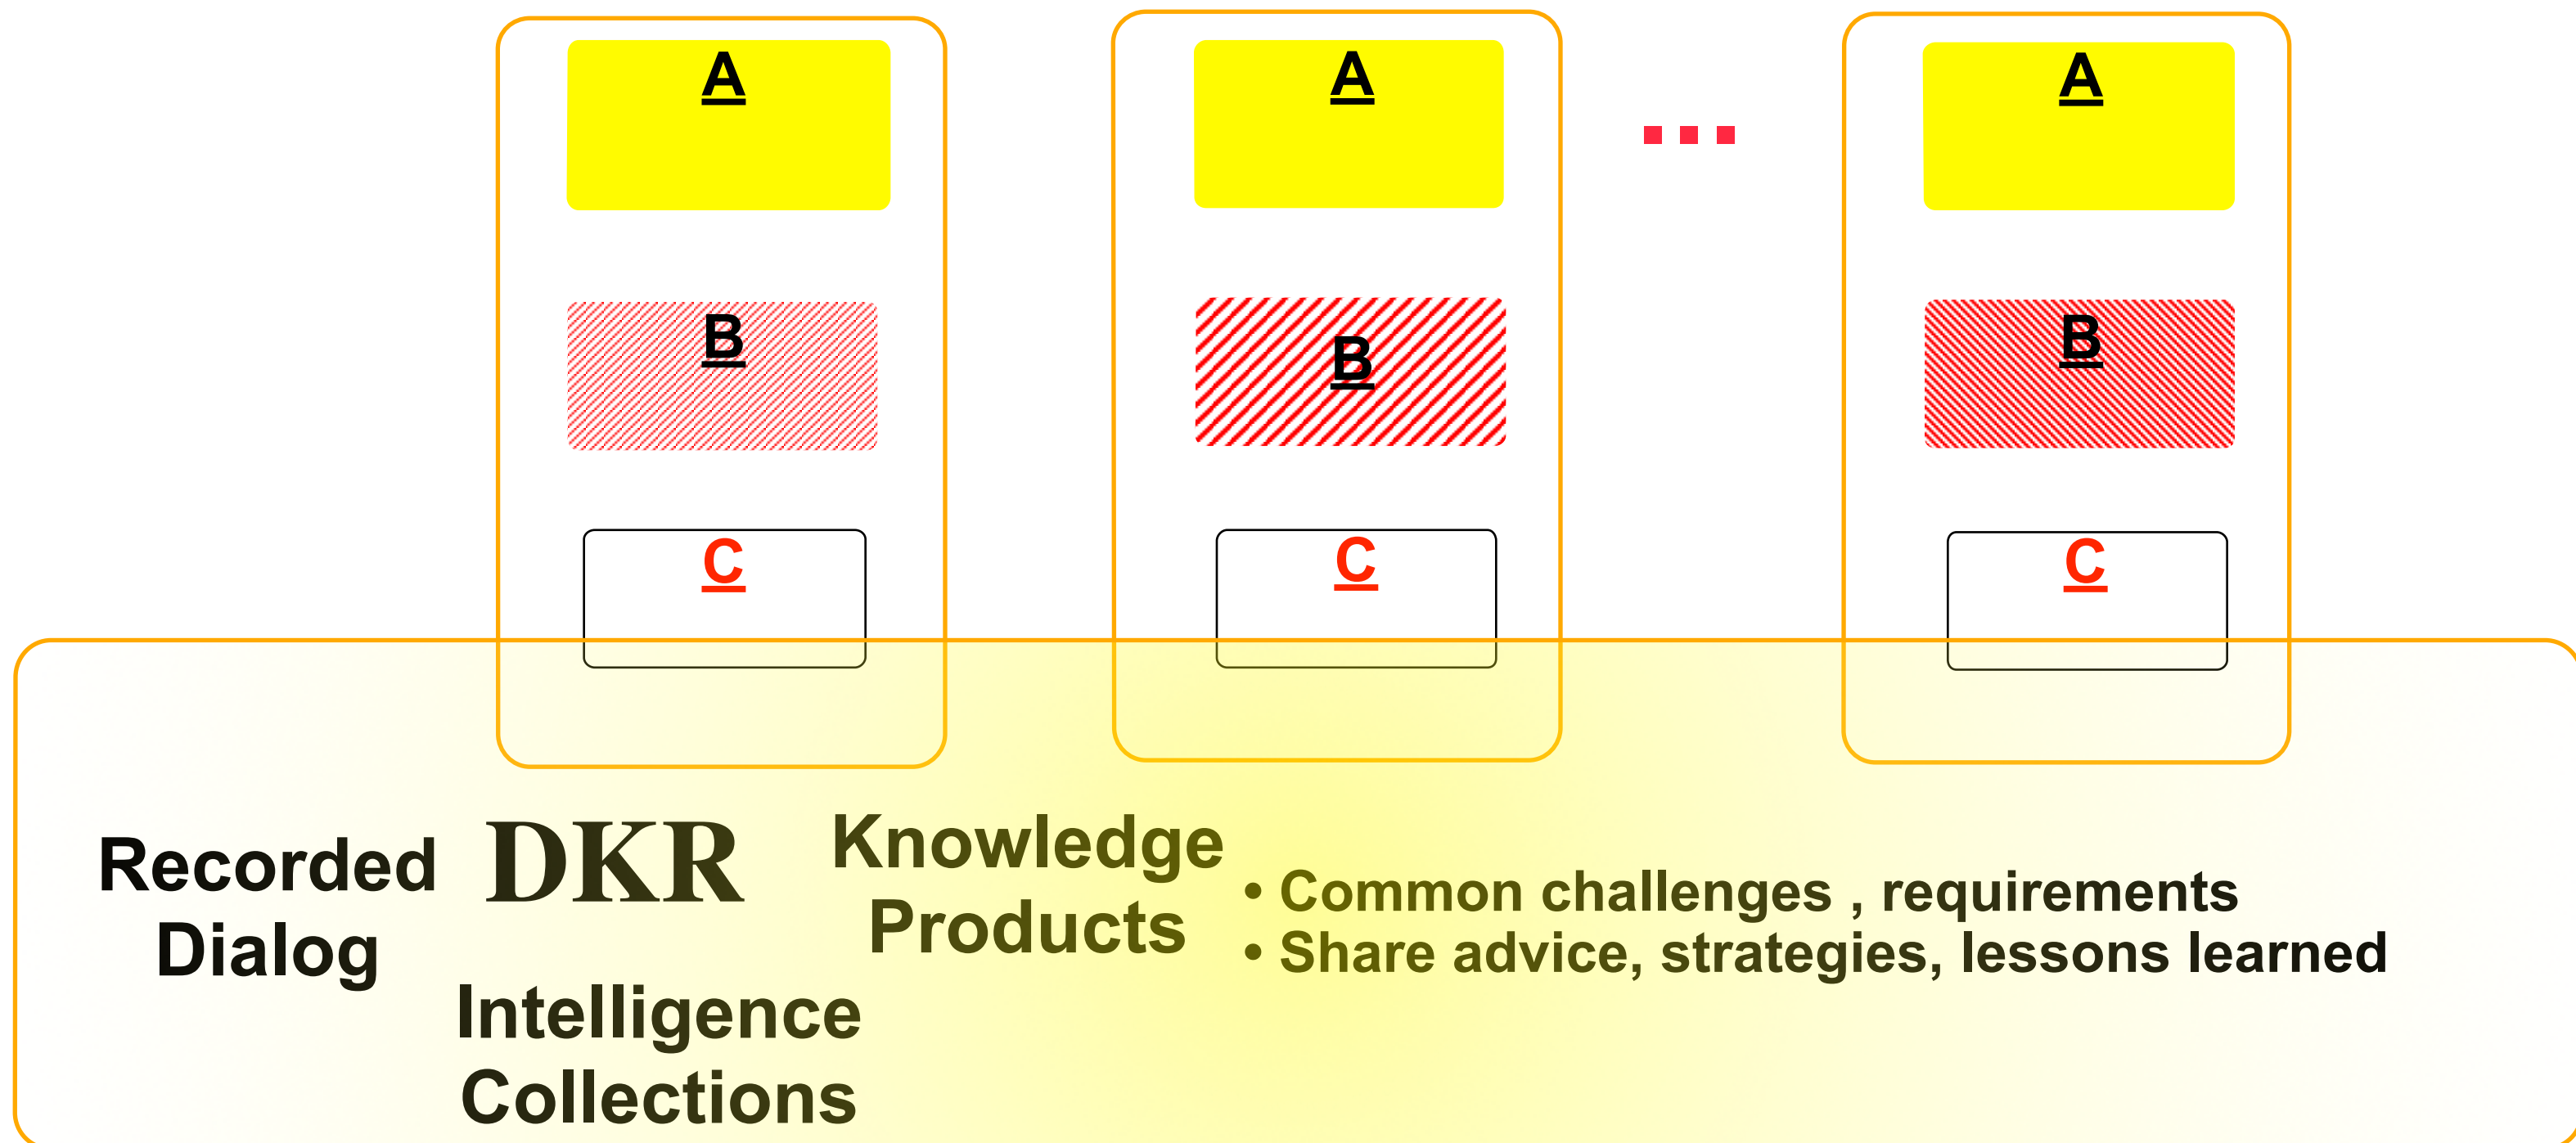 A
A
...
A
B
B
B
C
C
C
Recorded
Dialog
DKR
Intelligence
Collections
Knowledge
Products
• Common challenges , requirements
• Share advice, strategies, lessons learned